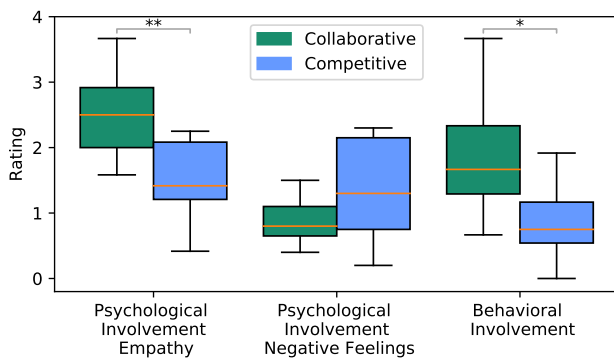 4
**
*
Collaborative
Competitive
3
2
1
0
Rating
Psychological
Involvement
Empathy
Psychological
Involvement
Negative Feelings
Behavioral
Involvement